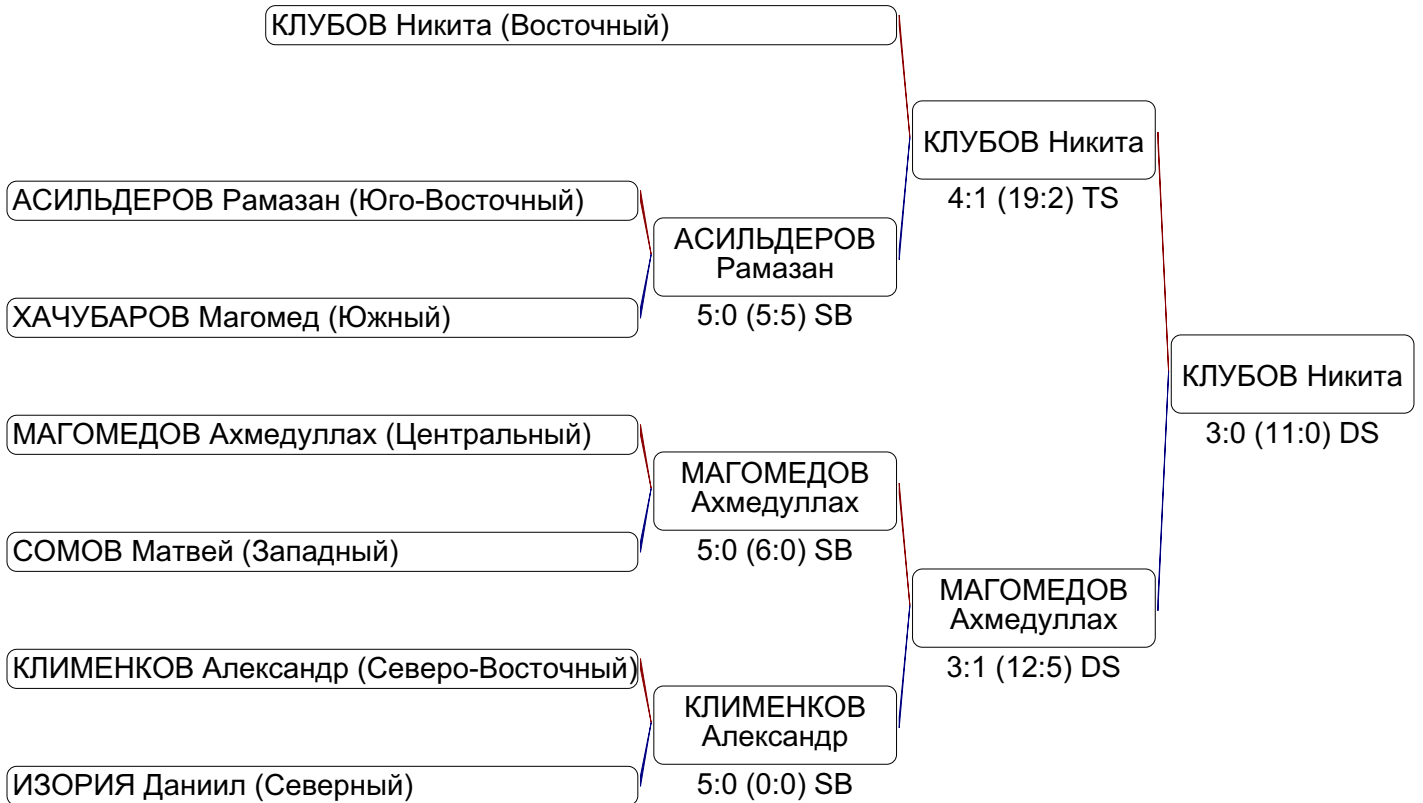 КЛУБОВ Никита (Восточный)
КЛУБОВ Никита
4:1 (19:2) TS
АСИЛЬДЕРОВ Рамазан (Юго-Восточный)
АСИЛЬДЕРОВ
Рамазан
5:0 (5:5) SB
ХАЧУБАРОВ Магомед (Южный)
КЛУБОВ Никита
3:0 (11:0) DS
МАГОМЕДОВ Ахмедуллах (Центральный)
МАГОМЕДОВ
Ахмедуллах
5:0 (6:0) SB
СОМОВ Матвей (Западный)
МАГОМЕДОВ
Ахмедуллах
3:1 (12:5) DS
КЛИМЕНКОВ Александр (Северо-Восточный)
КЛИМЕНКОВ
Александр
5:0 (0:0) SB
ИЗОРИЯ Даниил (Северный)